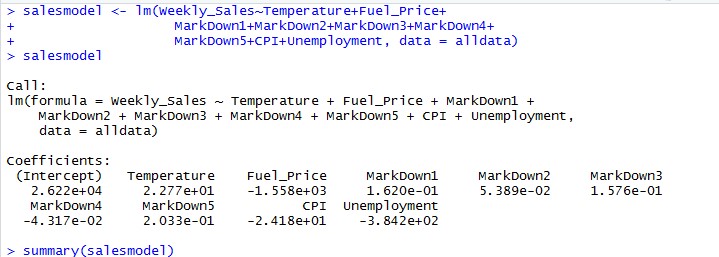 > salesmodel <- lm(Weekly_Sales~Temperature+Fuel_Price+
+ MarkDown1+MarkDown2+MarkDown3+MarkDown4+
+ MarkDown5+CPI+Unemployment, data = alldata)
> salesmodel
Call:
lm(formula = Weekly_Sales ~ Temperature + Fuel_Price + MarkDown1 +
MarkDown2 + MarkDown3 + MarkDown4 + MarkDown5 + CPI + Unemployment,
data = alldata)
Coefficients:
(Intercept) Temperature Fuel_Price MarkDown1 MarkDown2 MarkDown3
2.622e+04 2.277e+01 -1.558e+03 1.620e-01 5.389e-02 1.576e-01
MarkDown4 MarkDown5 CPI Unemployment
-4.317e-02 2.033e-01 -2.418e+01 -3.842e+02
> summary(salesmodel)